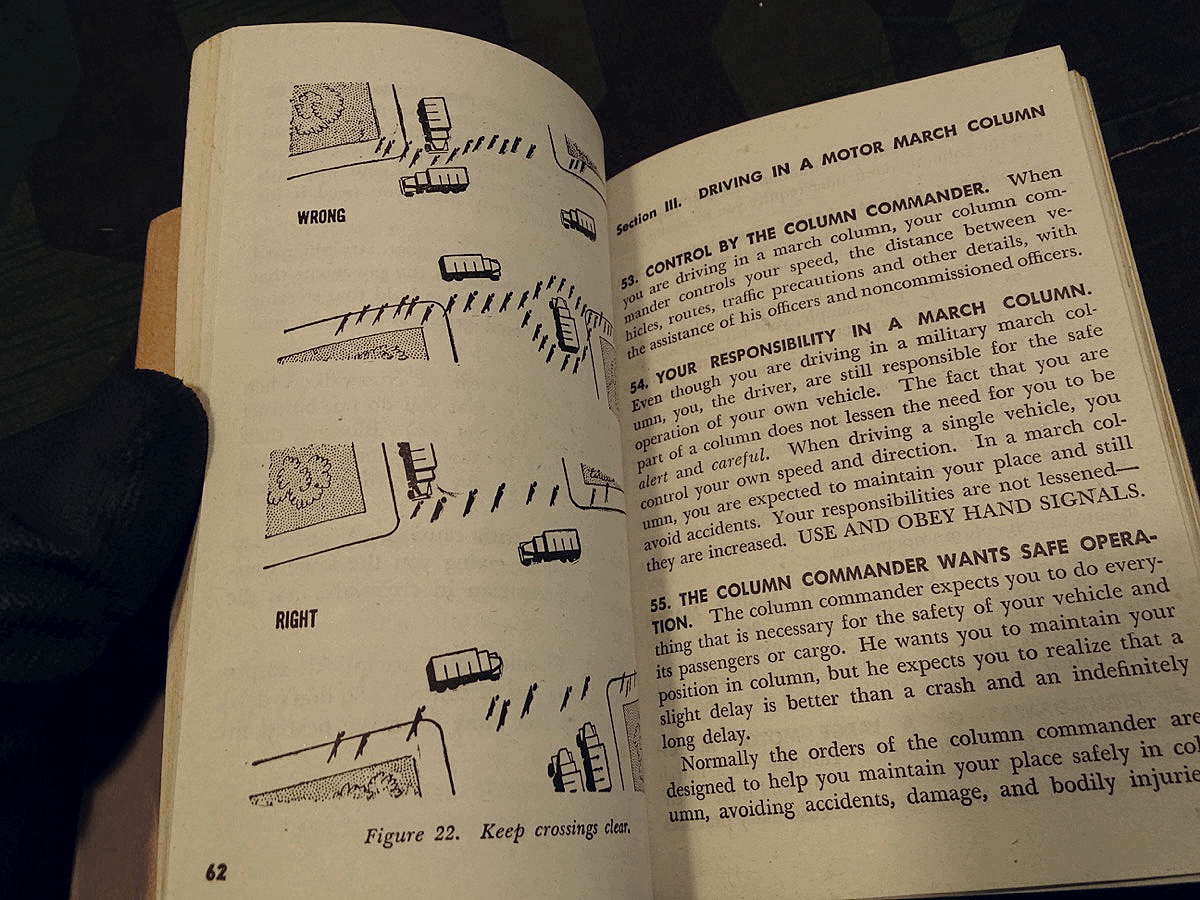 WRONG
RIGHT
Figure 22. Keep crossings clear.
62
Section III. DRIVING IN A MOTOR MARCH COLUMN
53. CONTROL BY THE COLUMN COMMANDER. When
you are driving in a march column, your column com-
mander controls your speed, the distance between ve-
hicles, routes, traffic precautions and other details, with
the assistance of his officers and noncommissioned officers.
54. YOUR RESPONSIBILITY IN A MARCH COLUMN.
Even though you are driving in a military march col-
umn, you, the driver, are still responsible for the safe
operation of your own vehicle. The fact that you are
part of a column does not lessen the need for you to be
alert and careful. When driving a single vehicle, you
control your own speed and direction. In a march col-
umn, you are expected to maintain your place and still
avoid accidents. Your responsibilities are not lessened—
they are increased. USE AND OBEY HAND SIGNALS.
55. THE COLUMN COMMANDER WANTS SAFE OPERA-
TION. The column commander expects you to do every-
thing that is necessary for the safety of your vehicle and
its passengers or cargo. He wants you to maintain your
position in column, but he expects you to realize that a
slight delay is better than a crash and an indefinitely
long delay.
Normally the orders of the column commander are
designed to help you maintain your place safely in col
umn, avoiding accidents, damage, and bodily injurie